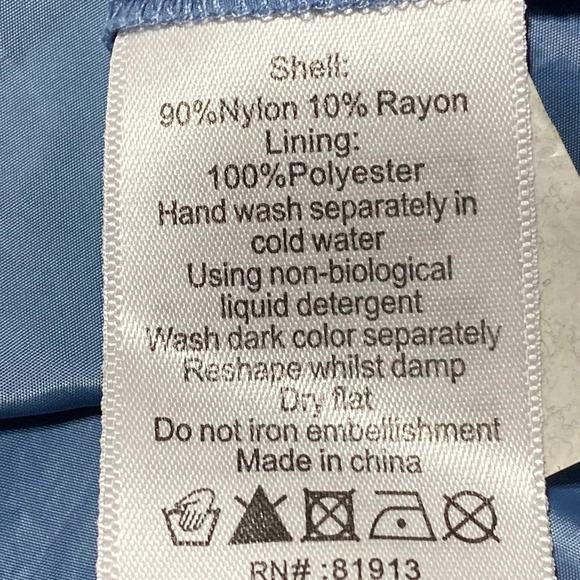 Shell:
90%Nylon 10% Rayon
Lining:
100%Polyester
Hand wash separately in
cold water
Using non-biological
liquid detergent
Wash dark color separately
Reshape whilst damp
Dry flat
Do not iron embellishment
Made in china
RN# :81913